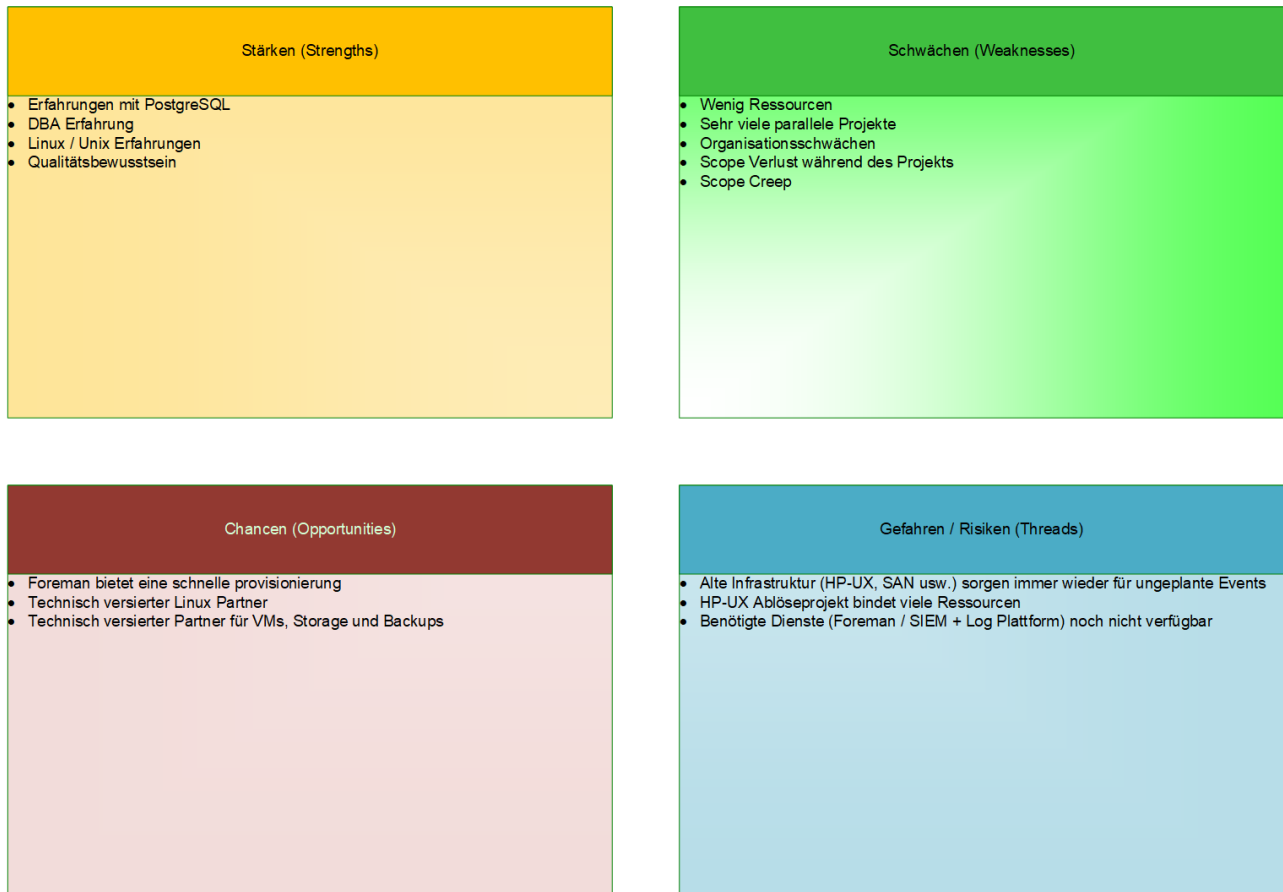 Stärken (Strengths)
• Erfahrungen mit PostgreSQL
• DBA Erfahrung
• Linux / Unix Erfahrungen
• Qualitätsbewusstsein
Schwächen (Weaknesses)
• Wenig Ressourcen
• Sehr viele parallele Projekte
• Organisationsschwächen
• Scope Verlust während des Projekts
• Scope Creep
Chancen (Opportunities)
• Foreman bietet eine schnelle provisionierung
• Technisch versierter Linux Partner
• Technisch versierter Partner für VMs, Storage und Backups
Gefahren / Risiken (Threads)
• Alte Infrastruktur (HP-UX, SAN usw.) sorgen immer wieder für ungeplante Events
• HP-UX Ablöseprojekt bindet viele Ressourcen
• Benötigte Dienste (Foreman / SIEM + Log Plattform) noch nicht verfügbar